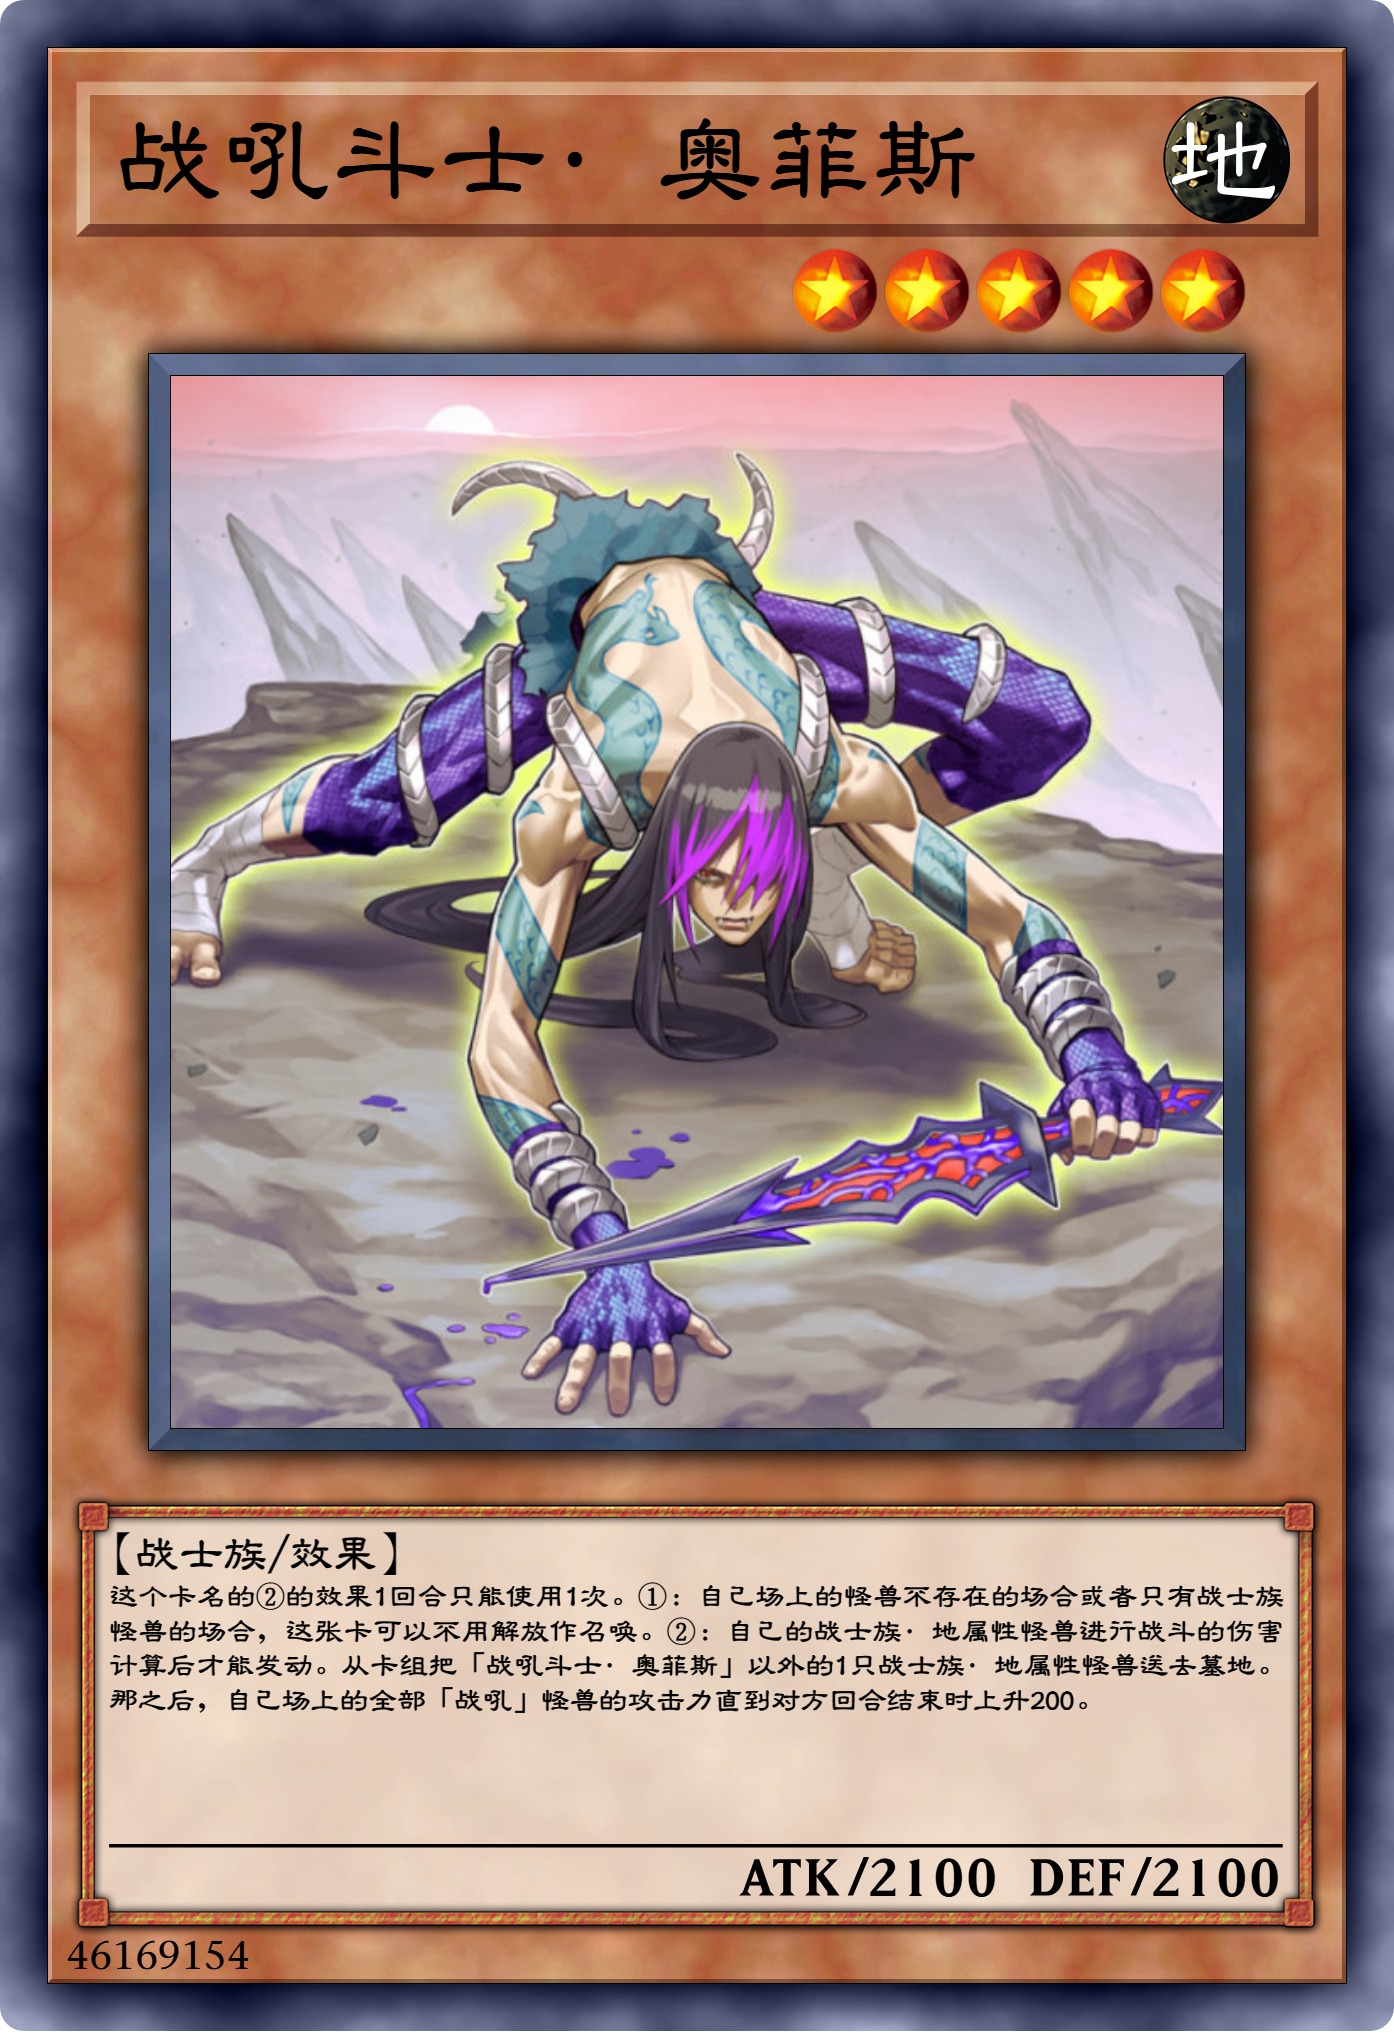 战吼斗士·奥菲斯
地
【战士族/效果】
这个卡名的②的效果1回合只能使用1次。①：自己场上的怪兽不存在的场合或者只有战士族
怪兽的场合，这张卡可以不用解放作召唤。②：自己的战士族·地属性怪兽进行战斗的伤害
计算后才能发动。从卡组把「战吼斗士·奥菲斯」以外的1只战士族·地属性怪兽送去墓地。
那之后，自己场上的全部「战吼」怪兽的攻击力直到对方回合结束时上升200。
ATK/2100 DEF/2100
46169154